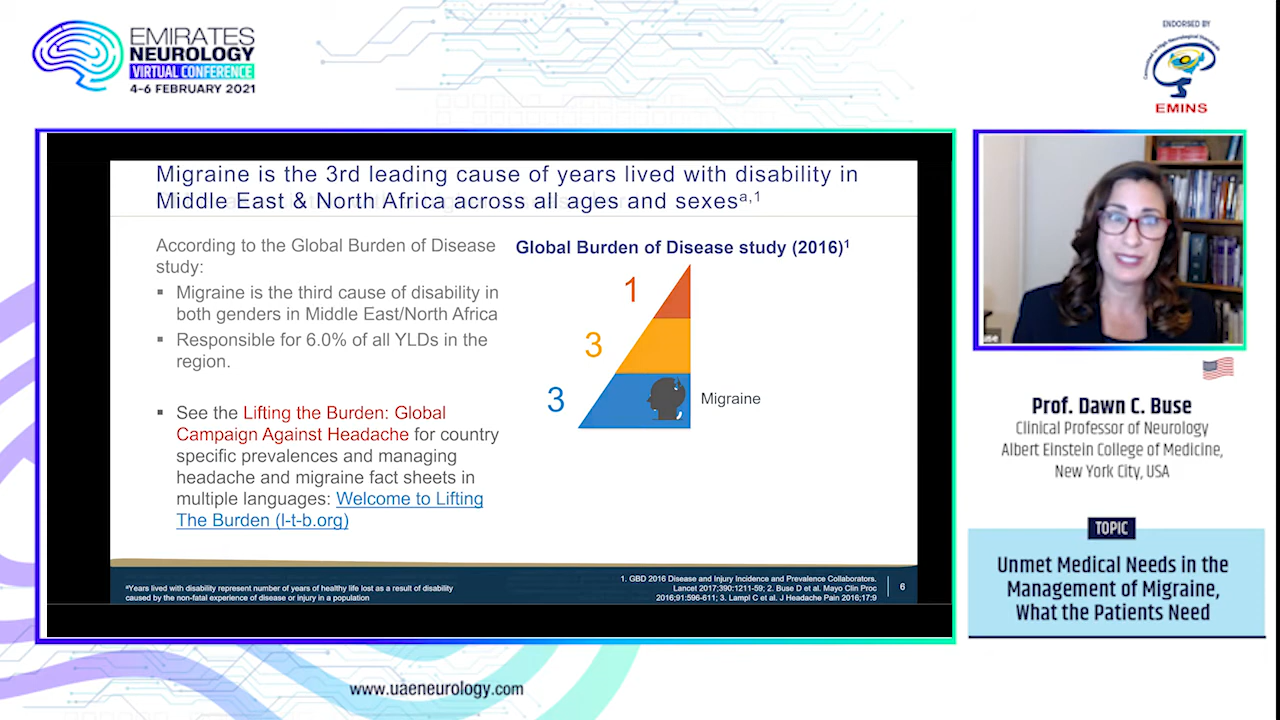 EMIRATES
NEUROLOGY
VIRTUAL CONFERENCE
4-6 FEBRUARY 2021
ENDORSED BY
EMINS
Migraine is the 3rd leading cause of years lived with disability in
Middle East & North Africa across all ages and sexesa,1
According to the Global Burden of Disease
study:
▪ Migraine is the third cause of disability in
both genders in Middle East/North Africa
▪ Responsible for 6.0% of all YLDs in the
region.
▪ See the Lifting the Burden: Global
Campaign Against Headache for country
specific prevalences and managing
headache and migraine fact sheets in
multiple languages: Welcome to Lifting
The Burden (l-t-b.org)
Global Burden of Disease study (2016)1
1
3
3
Migraine
aYears lived with disability represent number of years of healthy life lost as a result of disability
caused by the non-fatal experience of disease or injury in a population
1. GBD 2016 Disease and Injury Incidence and Prevalence Collaborators.
Lancet 2017;390:1211-59; 2. Buse D et al. Mayo Clin Proc
2016;91:596-611; 3. Lampl C et al. J Headache Pain 2016;17:9
6
Prof. Dawn C. Buse
Clinical Professor of Neurology
Albert Einstein College of Medicine,
New York City, USA
TOPIC
Unmet Medical Needs in the
Management of Migraine,
What the Patients Need
www.uaeneurology.com